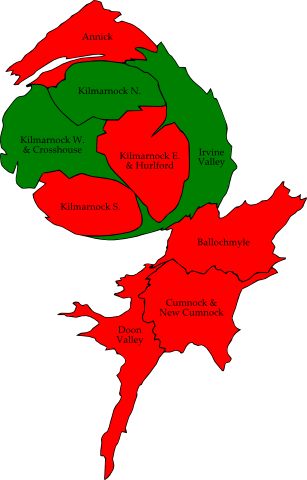 Annick
Kilmarnock N.
Kilmarnock W.
& Crosshouse
Kilmarnock E.
& Hurlford
Irvine
Valley
Kilmarnock S.
Ballochmyle
Cumnock &
New Cumnock
Doon
Valley